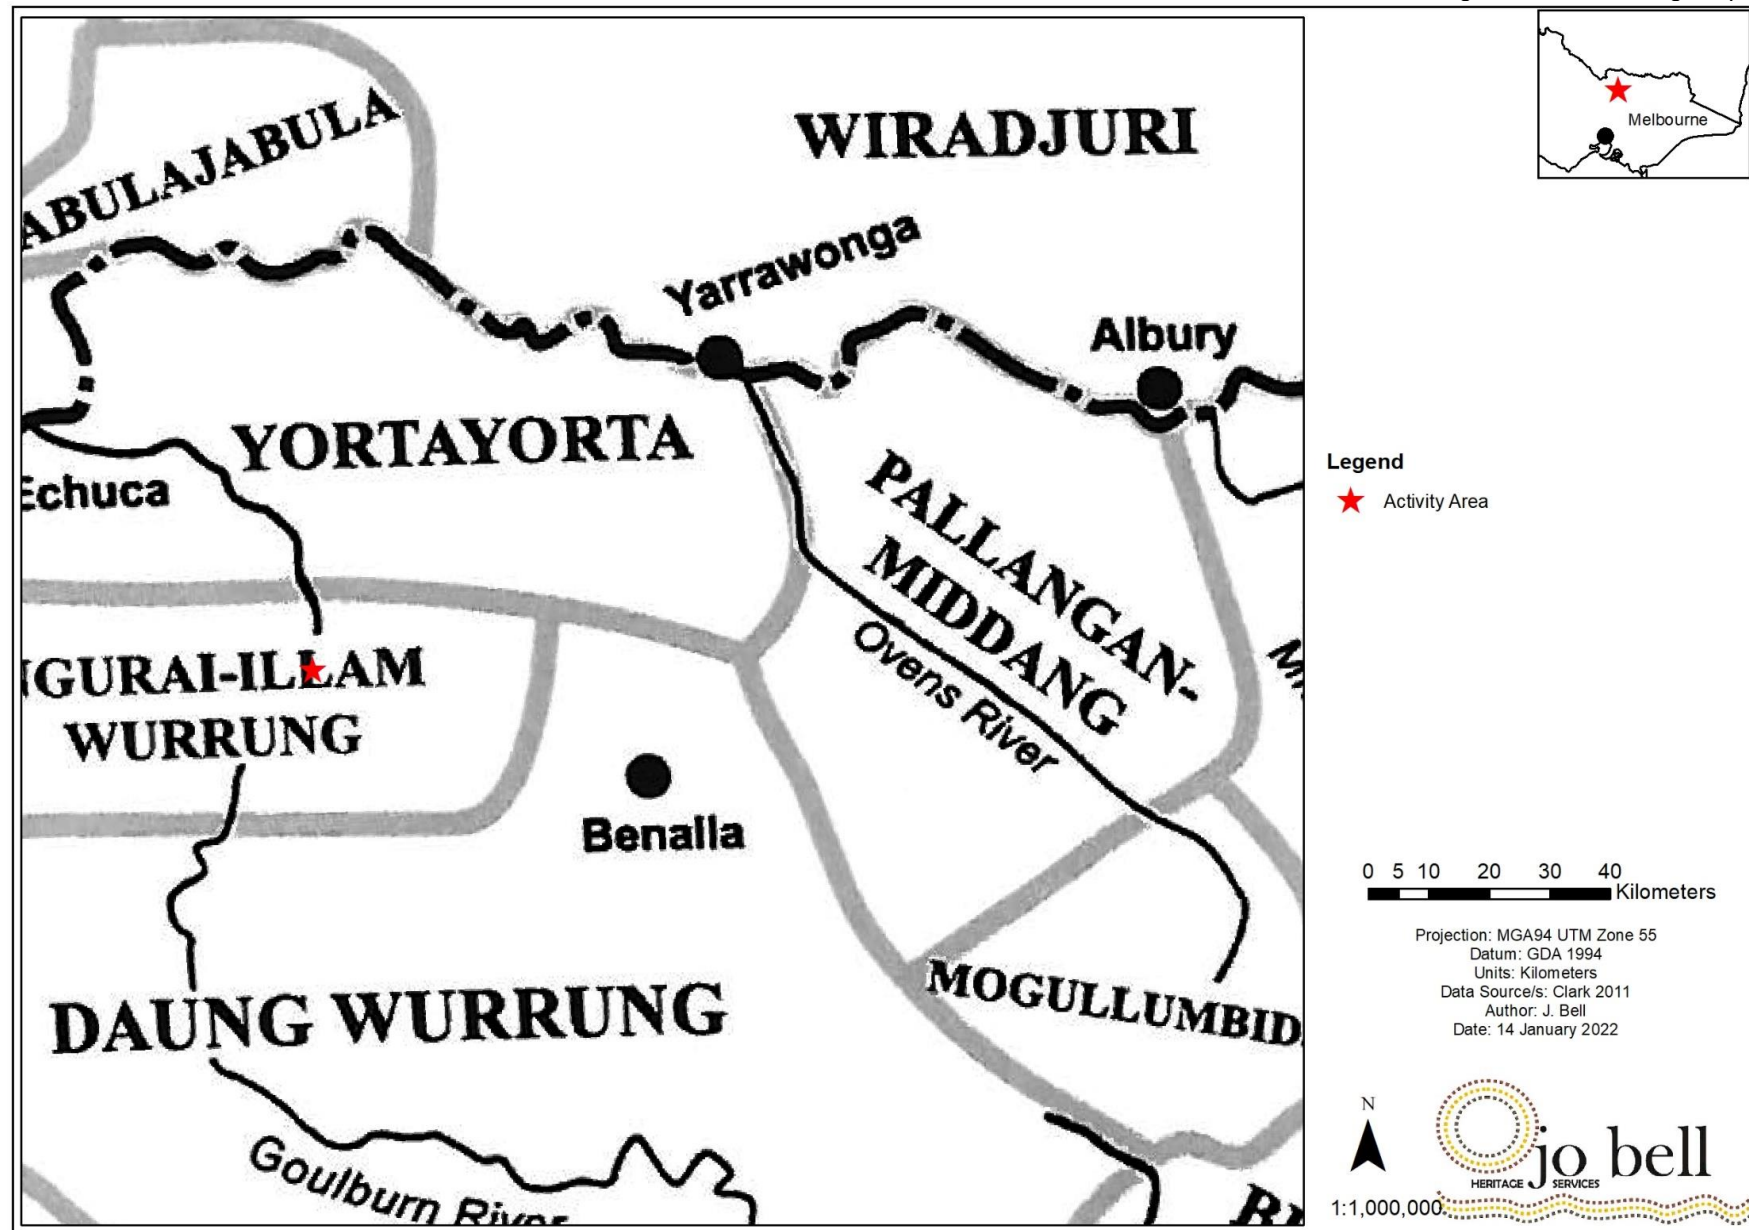 ABULAJABULA
WIRADJURI
Yarrawonga
Albury
YORTAYORTA
Echuca
PALLANGAN-
MIDDANG
Ovens River
NGURAI-ILLAM
WURRUNG
Benalla
DAUNG WURRUNG
MOGULLUMBID
Goulburn River
Melbourne
Legend
Activity Area
0 5 10 20 30 40
Kilometers
Projection: MGA94 UTM Zone 55
Datum: GDA 1994
Units: Kilometers
Data Source/s: Clark 2011
Author: J. Bell
Date: 14 January 2022
N
1:1,000,000
jo bell
HERITAGE SERVICES